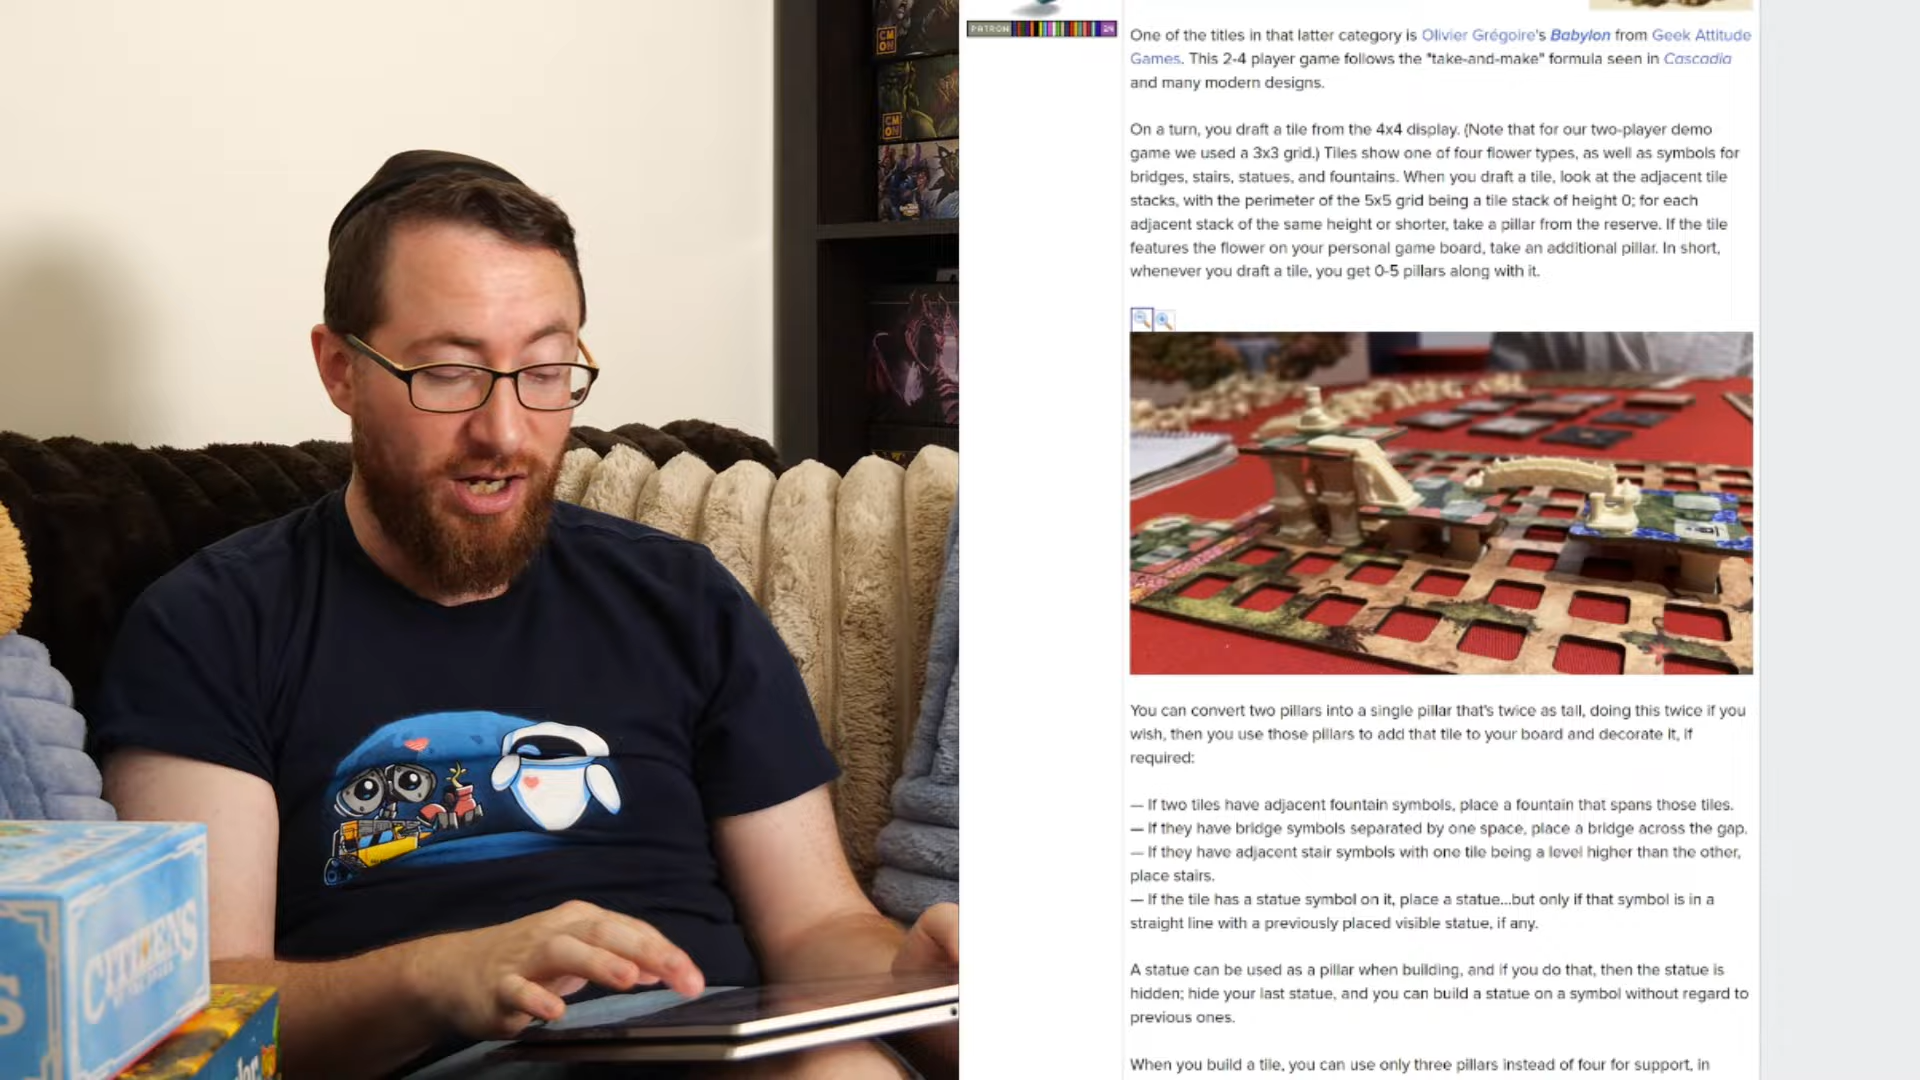 CM
ON
CM
ON
PATRON 24
One of the titles in that latter category is Olivier Grégoire's Babylon from Geek Attitude
Games. This 2-4 player game follows the "take-and-make" formula seen in Cascadia
and many modern designs.
On a turn, you draft a tile from the 4x4 display. (Note that for our two-player demo
game we used a 3x3 grid.) Tiles show one of four flower types, as well as symbols for
bridges, stairs, statues, and fountains. When you draft a tile, look at the adjacent tile
stacks, with the perimeter of the 5x5 grid being a tile stack of height 0; for each
adjacent stack of the same height or shorter, take a pillar from the reserve. If the tile
features the flower on your personal game board, take an additional pillar. In short,
whenever you draft a tile, you get 0-5 pillars along with it.
You can convert two pillars into a single pillar that's twice as tall, doing this twice if you
wish, then you use those pillars to add that tile to your board and decorate it, if
required:
— If two tiles have adjacent fountain symbols, place a fountain that spans those tiles.
— If they have bridge symbols separated by one space, place a bridge across the gap.
— If they have adjacent stair symbols with one tile being a level higher than the other,
place stairs.
— If the tile has a statue symbol on it, place a statue...but only if that symbol is in a
straight line with a previously placed visible statue, if any.
A statue can be used as a pillar when building, and if you do that, then the statue is
hidden; hide your last statue, and you can build a statue on a symbol without regard to
previous ones.
When you build a tile, you can use only three pillars instead of four for support, in
CITIZENS